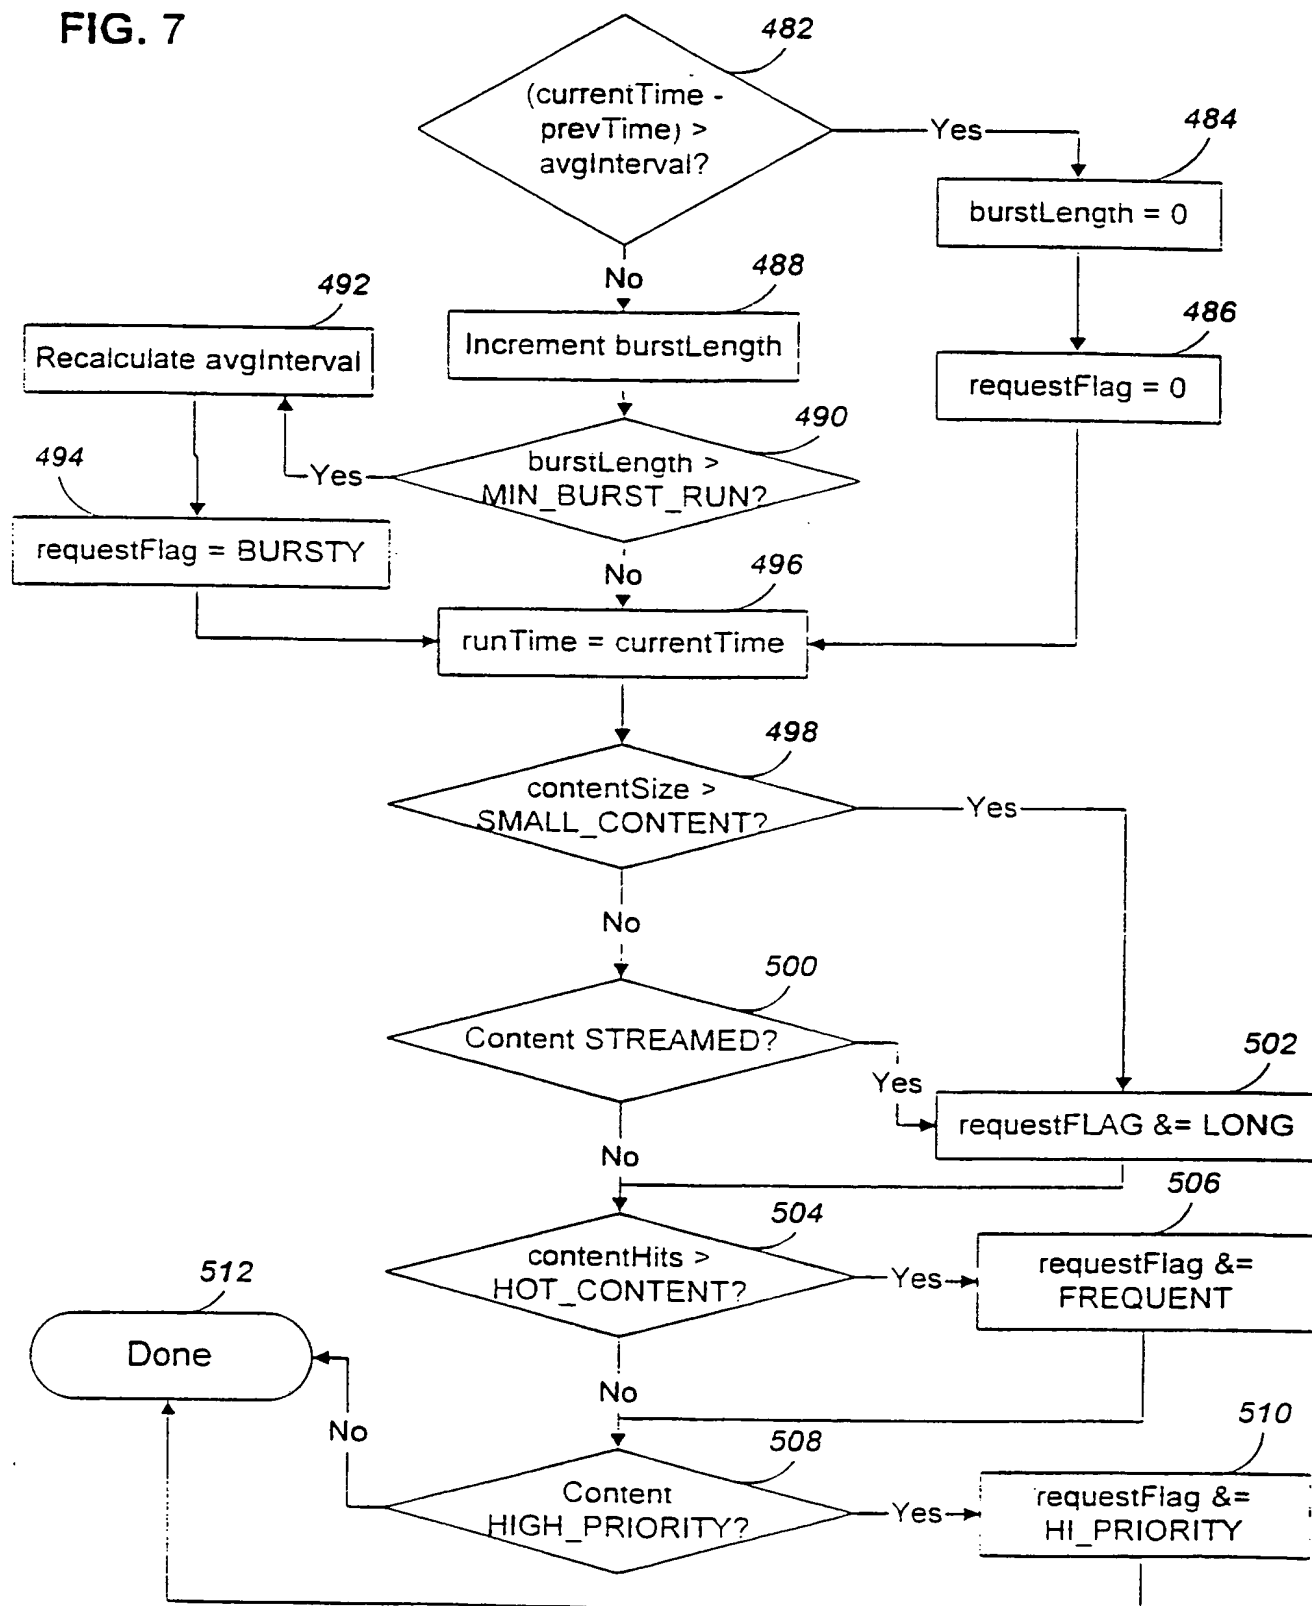 FIG. 7
482
(currentTime -
prevTime) >
avgInterval?
Yes
484
burstLength = 0
No
488
492
486
Recalculate avgInterval
Increment burstLength
requestFlag = 0
490
494
Yes
burstLength >
MIN_BURST_RUN?
requestFlag = BURSTY
No
496
runTime = currentTime
498
contentSize >
SMALL_CONTENT?
Yes
No
500
Content STREAMED?
502
Yes
requestFLAG &= LONG
No
506
504
contentHits >
HOT_CONTENT?
Yes
requestFlag &=
FREQUENT
512
Done
No
No
510
508
Content
HIGH_PRIORITY?
Yes
requestFlag &=
HI_PRIORITY